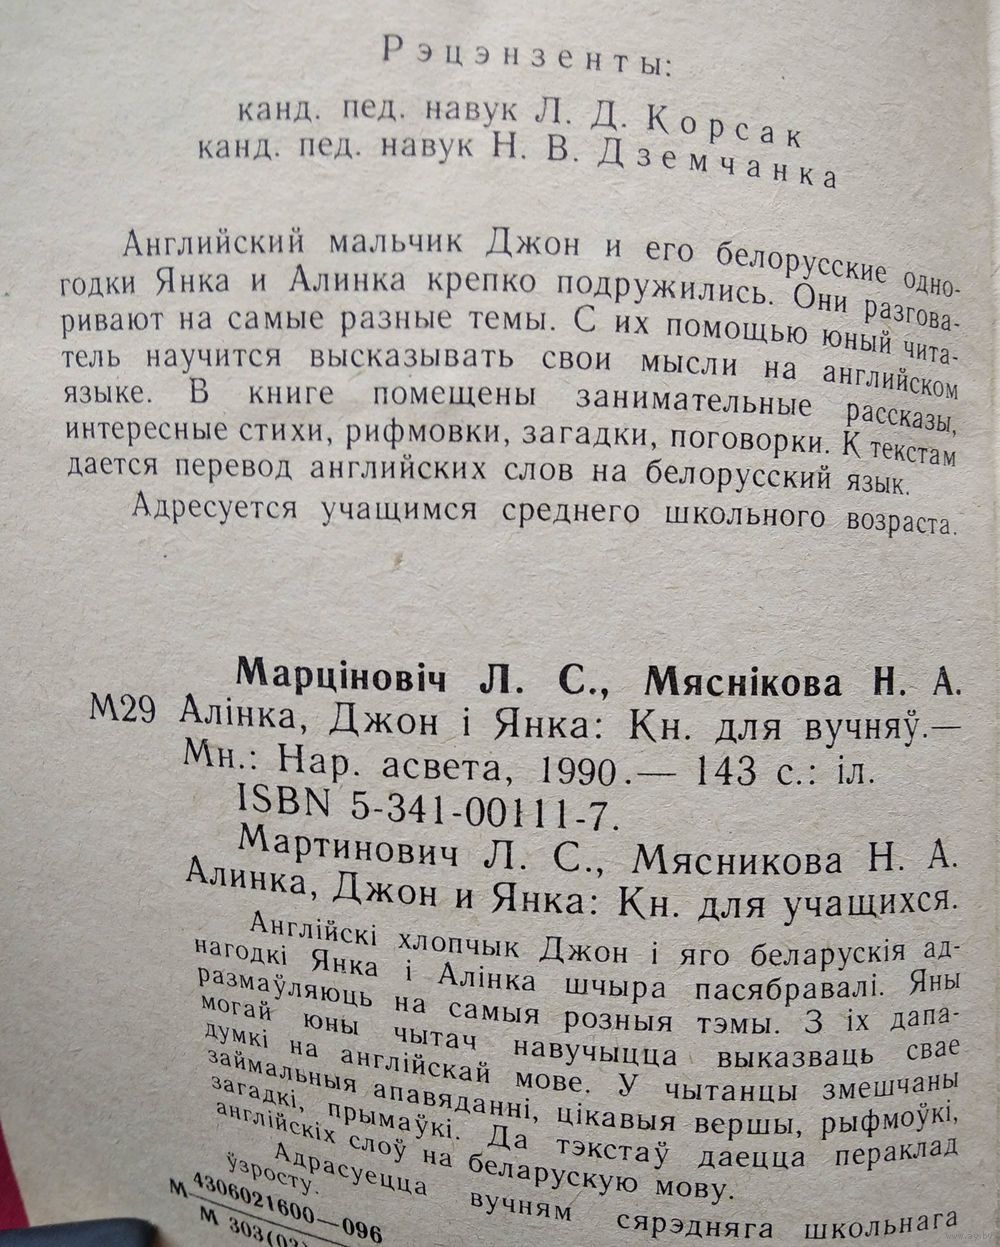 Рэцэнзенты:
канд. пед. навук Л. Д. Корсак
канд. пед. навук Н. В. Дземчанка
Английский мальчик Джон и его белорусские одно-
годки Янка и Алинка крепко подружились. Они разгова-
ривают на самые разные темы. С их помощью юный чита-
тель научится высказывать свои мысли на английском
языке. В книге помещены занимательные рассказы,
интересные стихи, рифмовки, загадки, поговорки. К текстам
дается перевод английских слов на белорусский язык.
Адресуется учащимся среднего школьного возраста.
Марціновіч Л. С., Мяснікова Н. А.
М29 Алінка, Джон і Янка: Кн. для вучняў.—
Мн.: Нар. асвета, 1990.— 143 с.: іл.
ISBN 5-341-00111-7.
Мартинович Л. С., Мясникова Н. А.
Алинка, Джон и Янка: Кн. для учащихся.
Англійскі хлопчык Джон і яго беларускія ад-
нагодкі Янка і Алінка шчыра пасябравалі. Яны
размаўляюць на самыя розныя тэмы. З іх дапа-
могай юны чытач навучыцца выказваць свае
думкі на англійскай мове. У чытанцы змешчаны
займальныя апавяданні, цікавыя вершы, рыфмоўкі,
загадкі, прымаўкі. Да тэкстаў даецца пераклад
англійскіх слоў на беларускую мову.
Адрасуецца вучням сярэдняга школьнага
ўзросту.
М 4306021600—096
М 303(03)